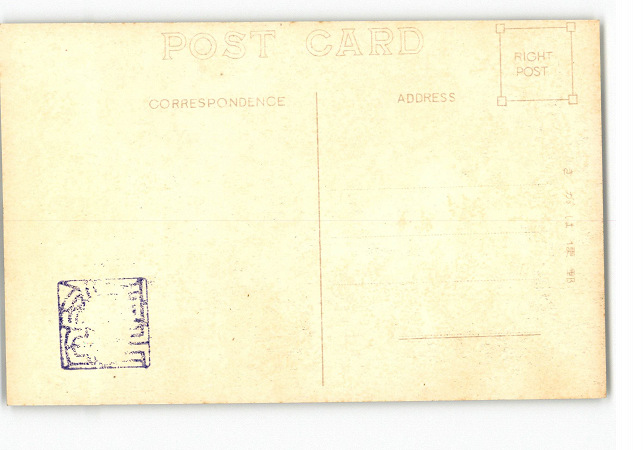 POST CARD
RIGHT
POST
CORRESPONDENCE
ADDRESS